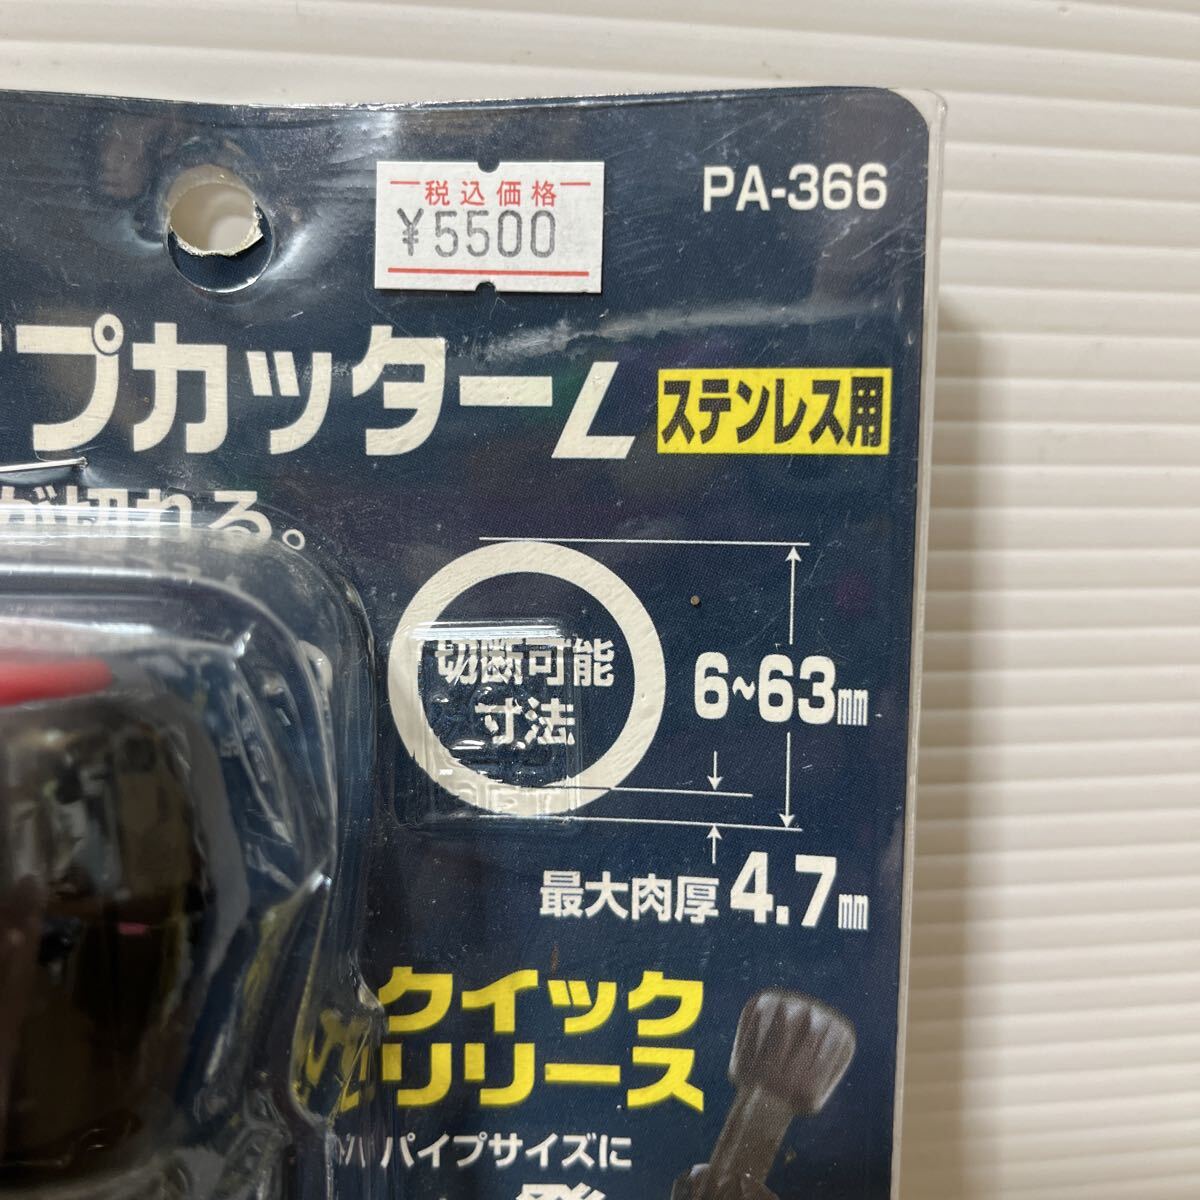 税込価格
¥5500
PA-366
プカッターL ステンレス用
が切れる。
切断可能
寸法
6~63mm
最大肉厚 4.7mm
クイック
リリース
パイプサイズに